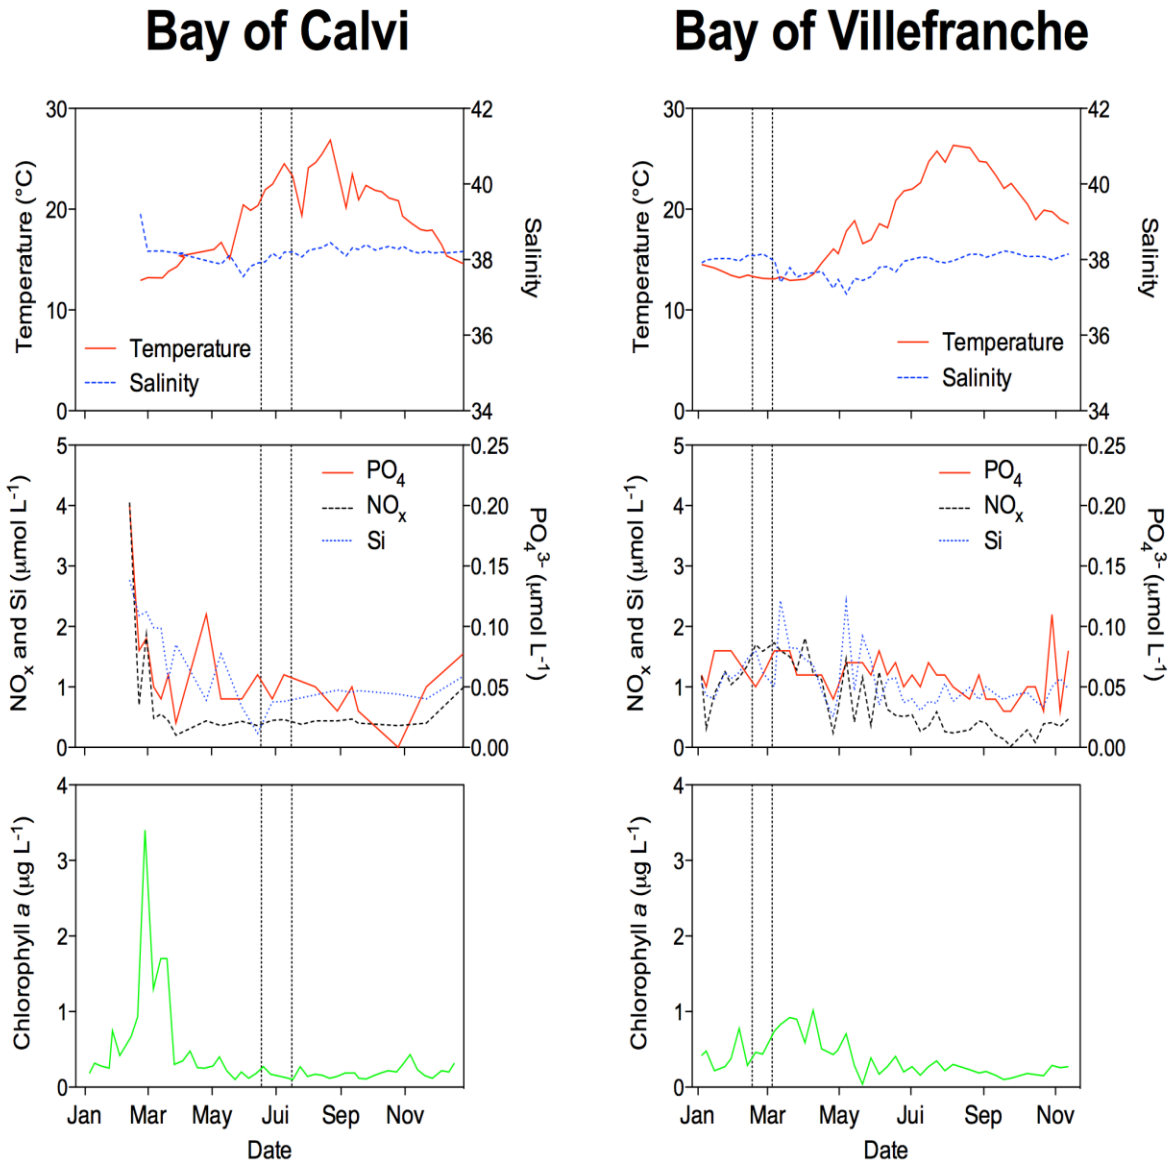 Bay of Calvi
Bay of Villefranche
30
20
10
0
Temperature (°C)
42
40
38
36
34
Salinity
Temperature
Salinity
30
20
10
0
Temperature (°C)
42
40
38
36
34
Salinity
Temperature
Salinity
5
4
3
2
1
0
NOx and Si (μmol L-1)
0.25
0.20
0.15
0.10
0.05
0.00
PO43- (μmol L-1)
PO4
NOx
Si
5
4
3
2
1
0
NOx and Si (μmol L-1)
0.25
0.20
0.15
0.10
0.05
0.00
PO43- (μmol L-1)
PO4
NOx
Si
4
3
2
1
0
Chlorophyll a (μg L-1)
Jan Mar May Jui Sep Nov
Date
4
3
2
1
0
Chlorophyll a (μg L-1)
Jan Mar May Jui Sep Nov
Date